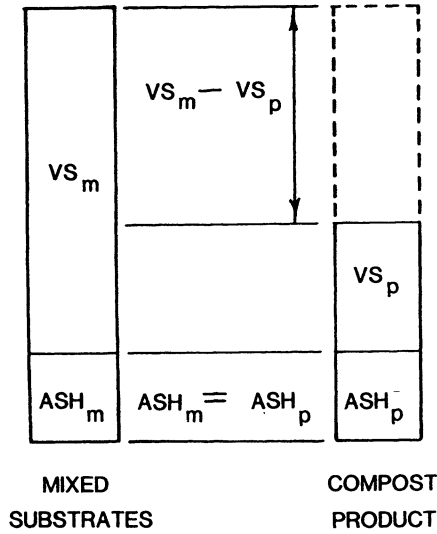 VSm — VSp
VSm
VSp
ASHm ASHm = ASHp ASHp
MIXED SUBSTRATES
COMPOST PRODUCT